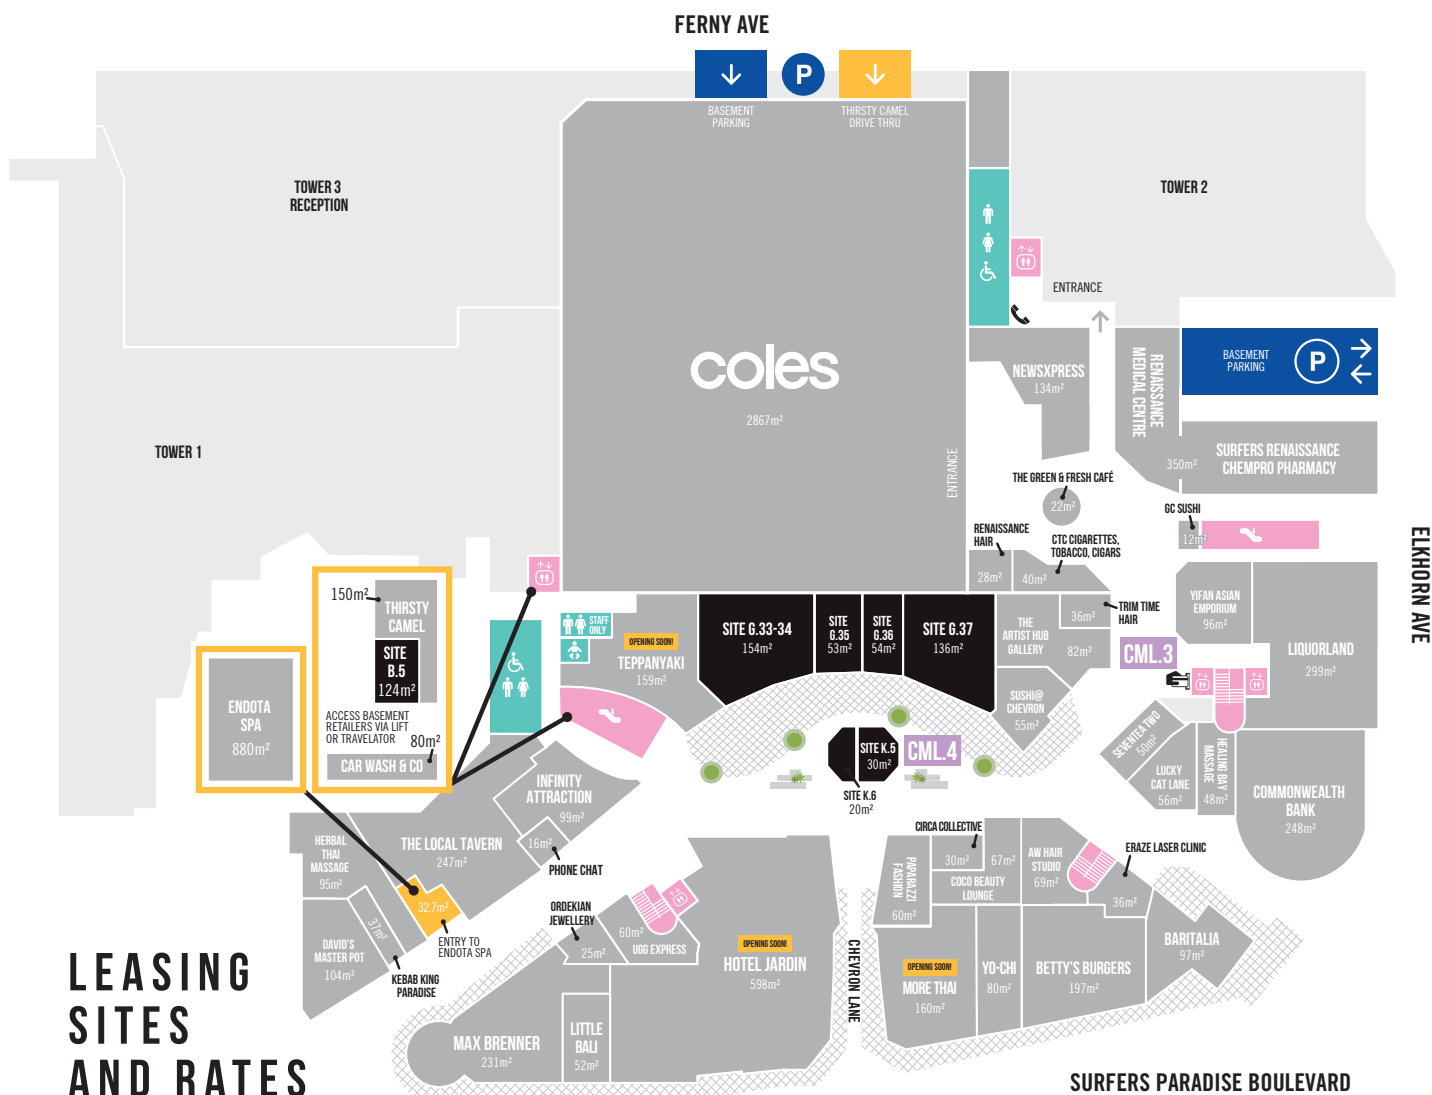 FERNY AVE
P
BASEMENT
PARKING
THIRSTY CAMEL
DRIVE THRU
TOWER 3
RECEPTION
TOWER 2
ENTRANCE
coles
2867m²
ENTRANCE
NEWSXPRESS
134m²
RENAISSANCE
MEDICAL CENTRE
350m²
BASEMENT
PARKING
P
SURFERS RENAISSANCE
CHEMPRO PHARMACY
TOWER 1
THE GREEN & FRESH CAFÉ
22m²
GC SUSHI
12m²
ELKHORN AVE
RENAISSANCE
HAIR
28m²
CTC CIGARETTES,
TOBACCO, CIGARS
40m²
36m²
TRIM TIME
HAIR
YIFAN ASIAN
EMPORIUM
96m²
LIQUORLAND
299m²
150m²
THIRSTY
CAMEL
SITE
B.5
124m²
ACCESS BASEMENT
RETAILERS VIA LIFT
OR TRAVELATOR
80m²
CAR WASH & CO
ENDOTA
SPA
880m²
STAFF
ONLY
OPENING SOON!
TEPPANYAKI
159m²
SITE G.33-34
154m²
SITE
G.35
53m²
SITE
G.36
54m²
SITE G.37
136m²
THE
ARTIST HUB
GALLERY
82m²
CML.3
SUSHI@
CHEVRON
55m²
SEVENTEA TWO
50m²
LUCKY
CAT LANE
56m²
HEALING BAY
MASSAGE
48m²
COMMONWEALTH
BANK
248m²
SITE K.5
30m²
CML.4
SITE K.6
20m²
INFINITY
ATTRACTION
99m²
16m²
PHONE CHAT
THE LOCAL TAVERN
247m²
HERBAL
THAI
MASSAGE
95m²
32.7m²
ENTRY TO
ENDOTA SPA
37m²
KEBAB KING
PARADISE
DAVID'S
MASTER POT
104m²
ORDEKIAN
JEWELLERY
25m²
60m²
UGG EXPRESS
OPENING SOON!
HOTEL JARDIN
598m²
MAX BRENNER
231m²
LITTLE
BALI
52m²
CHEVRON LANE
PAPARAZZI
FASHION
60m²
CIRCA COLLECTIVE
30m²
67m²
COCO BEAUTY
LOUNGE
AW HAIR
STUDIO
69m²
ERAZE LASER CLINIC
36m²
OPENING SOON!
MORE THAI
160m²
YO-CHI
80m²
BETTY'S BURGERS
197m²
BARITALIA
97m²
LEASING
SITES
AND RATES
SURFERS PARADISE BOULEVARD